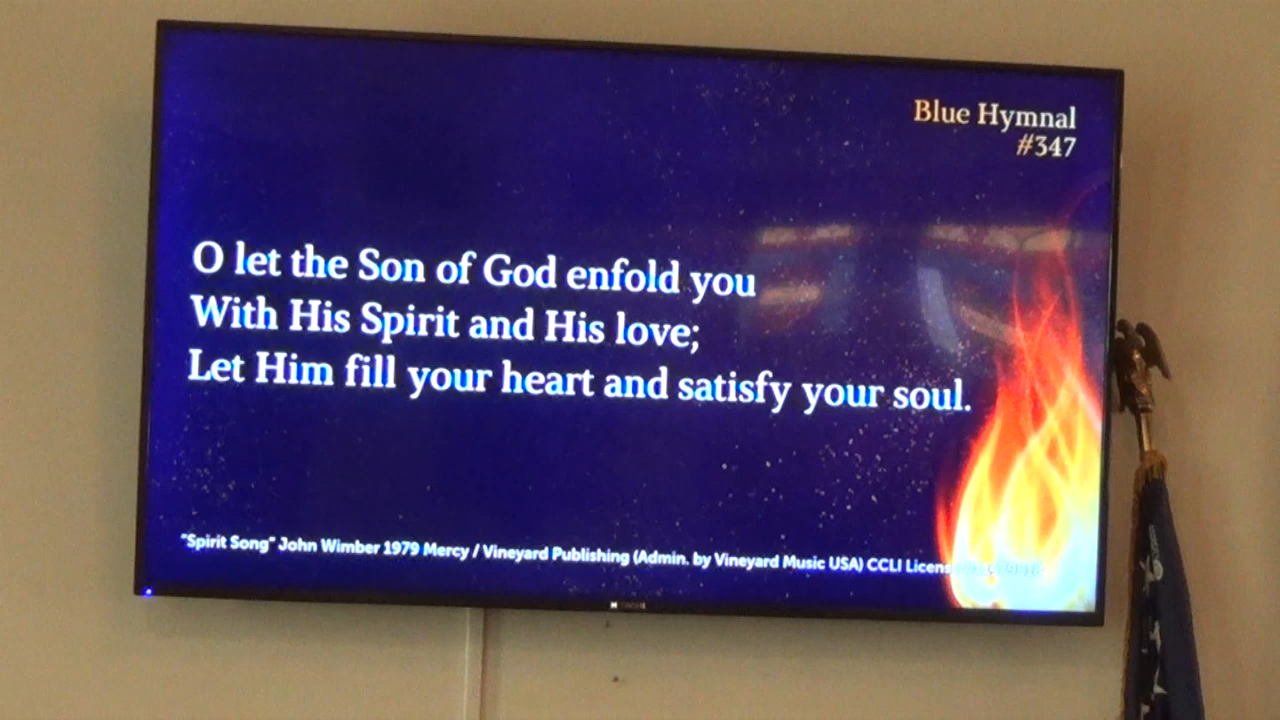 Blue Hymnal
#347
O let the Son of God enfold you
With His Spirit and His love;
Let Him fill your heart and satisfy your soul.
"Spirit Song" John Wimber 1979 Mercy / Vineyard Publishing (Admin. by Vineyard Music USA) CCLI